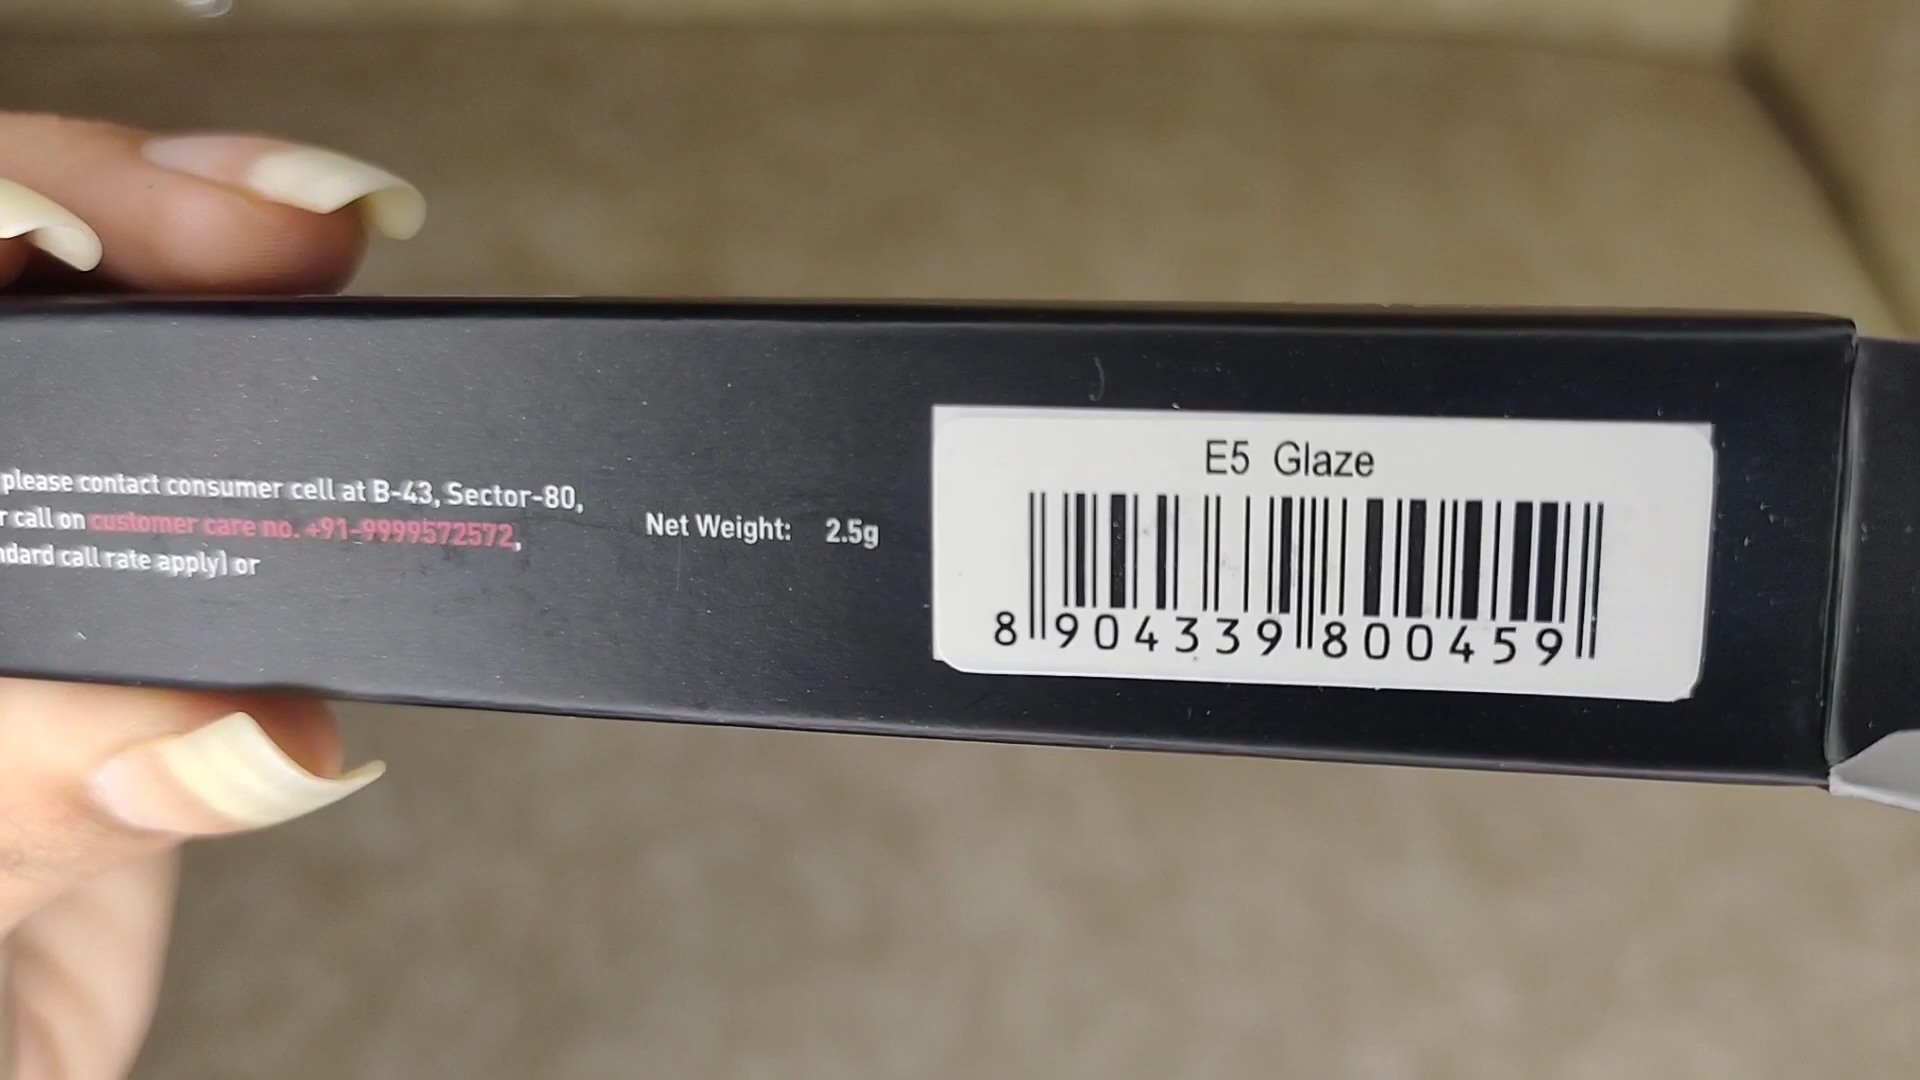 please contact consumer cell at B-43, Sector-80,
r call on customer care no. +91-9999572572,
ndard call rate apply) or
Net Weight: 2.5g
E5 Glaze
8 904339 800459